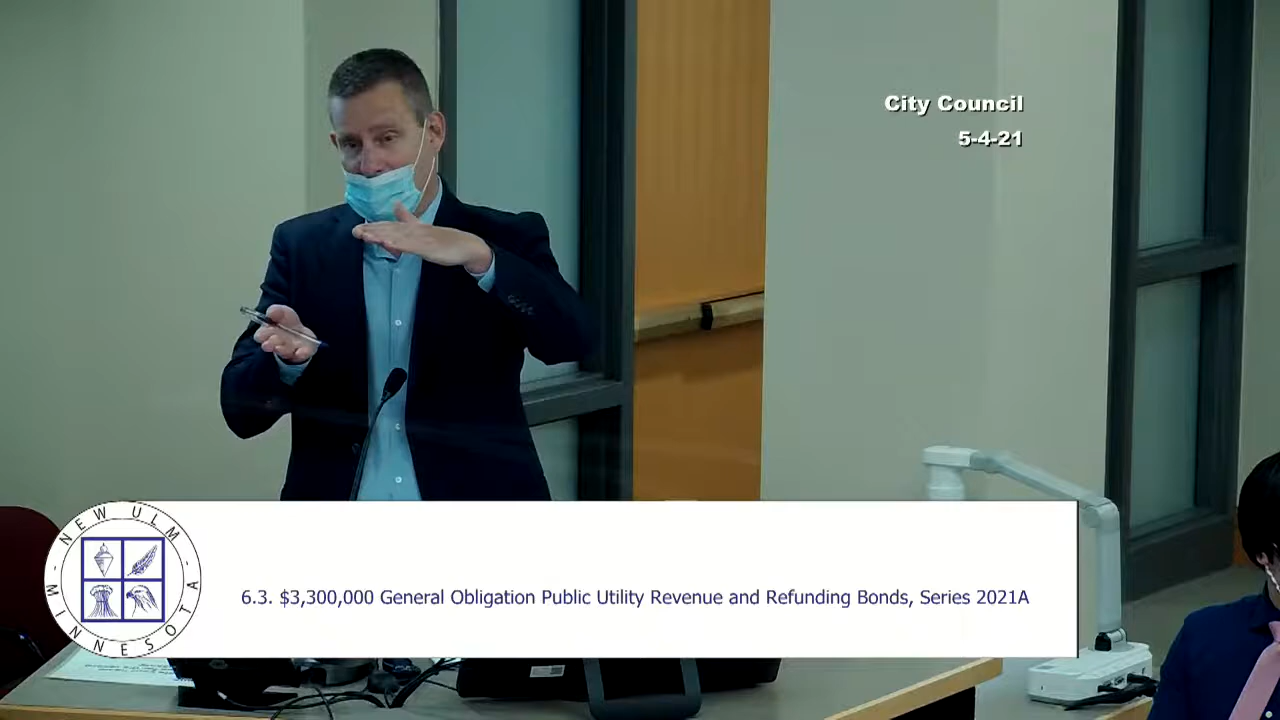 City Council
5-4-21
NEW ULM
MINNESOTA
6.3. $3,300,000 General Obligation Public Utility Revenue and Refunding Bonds, Series 2021A